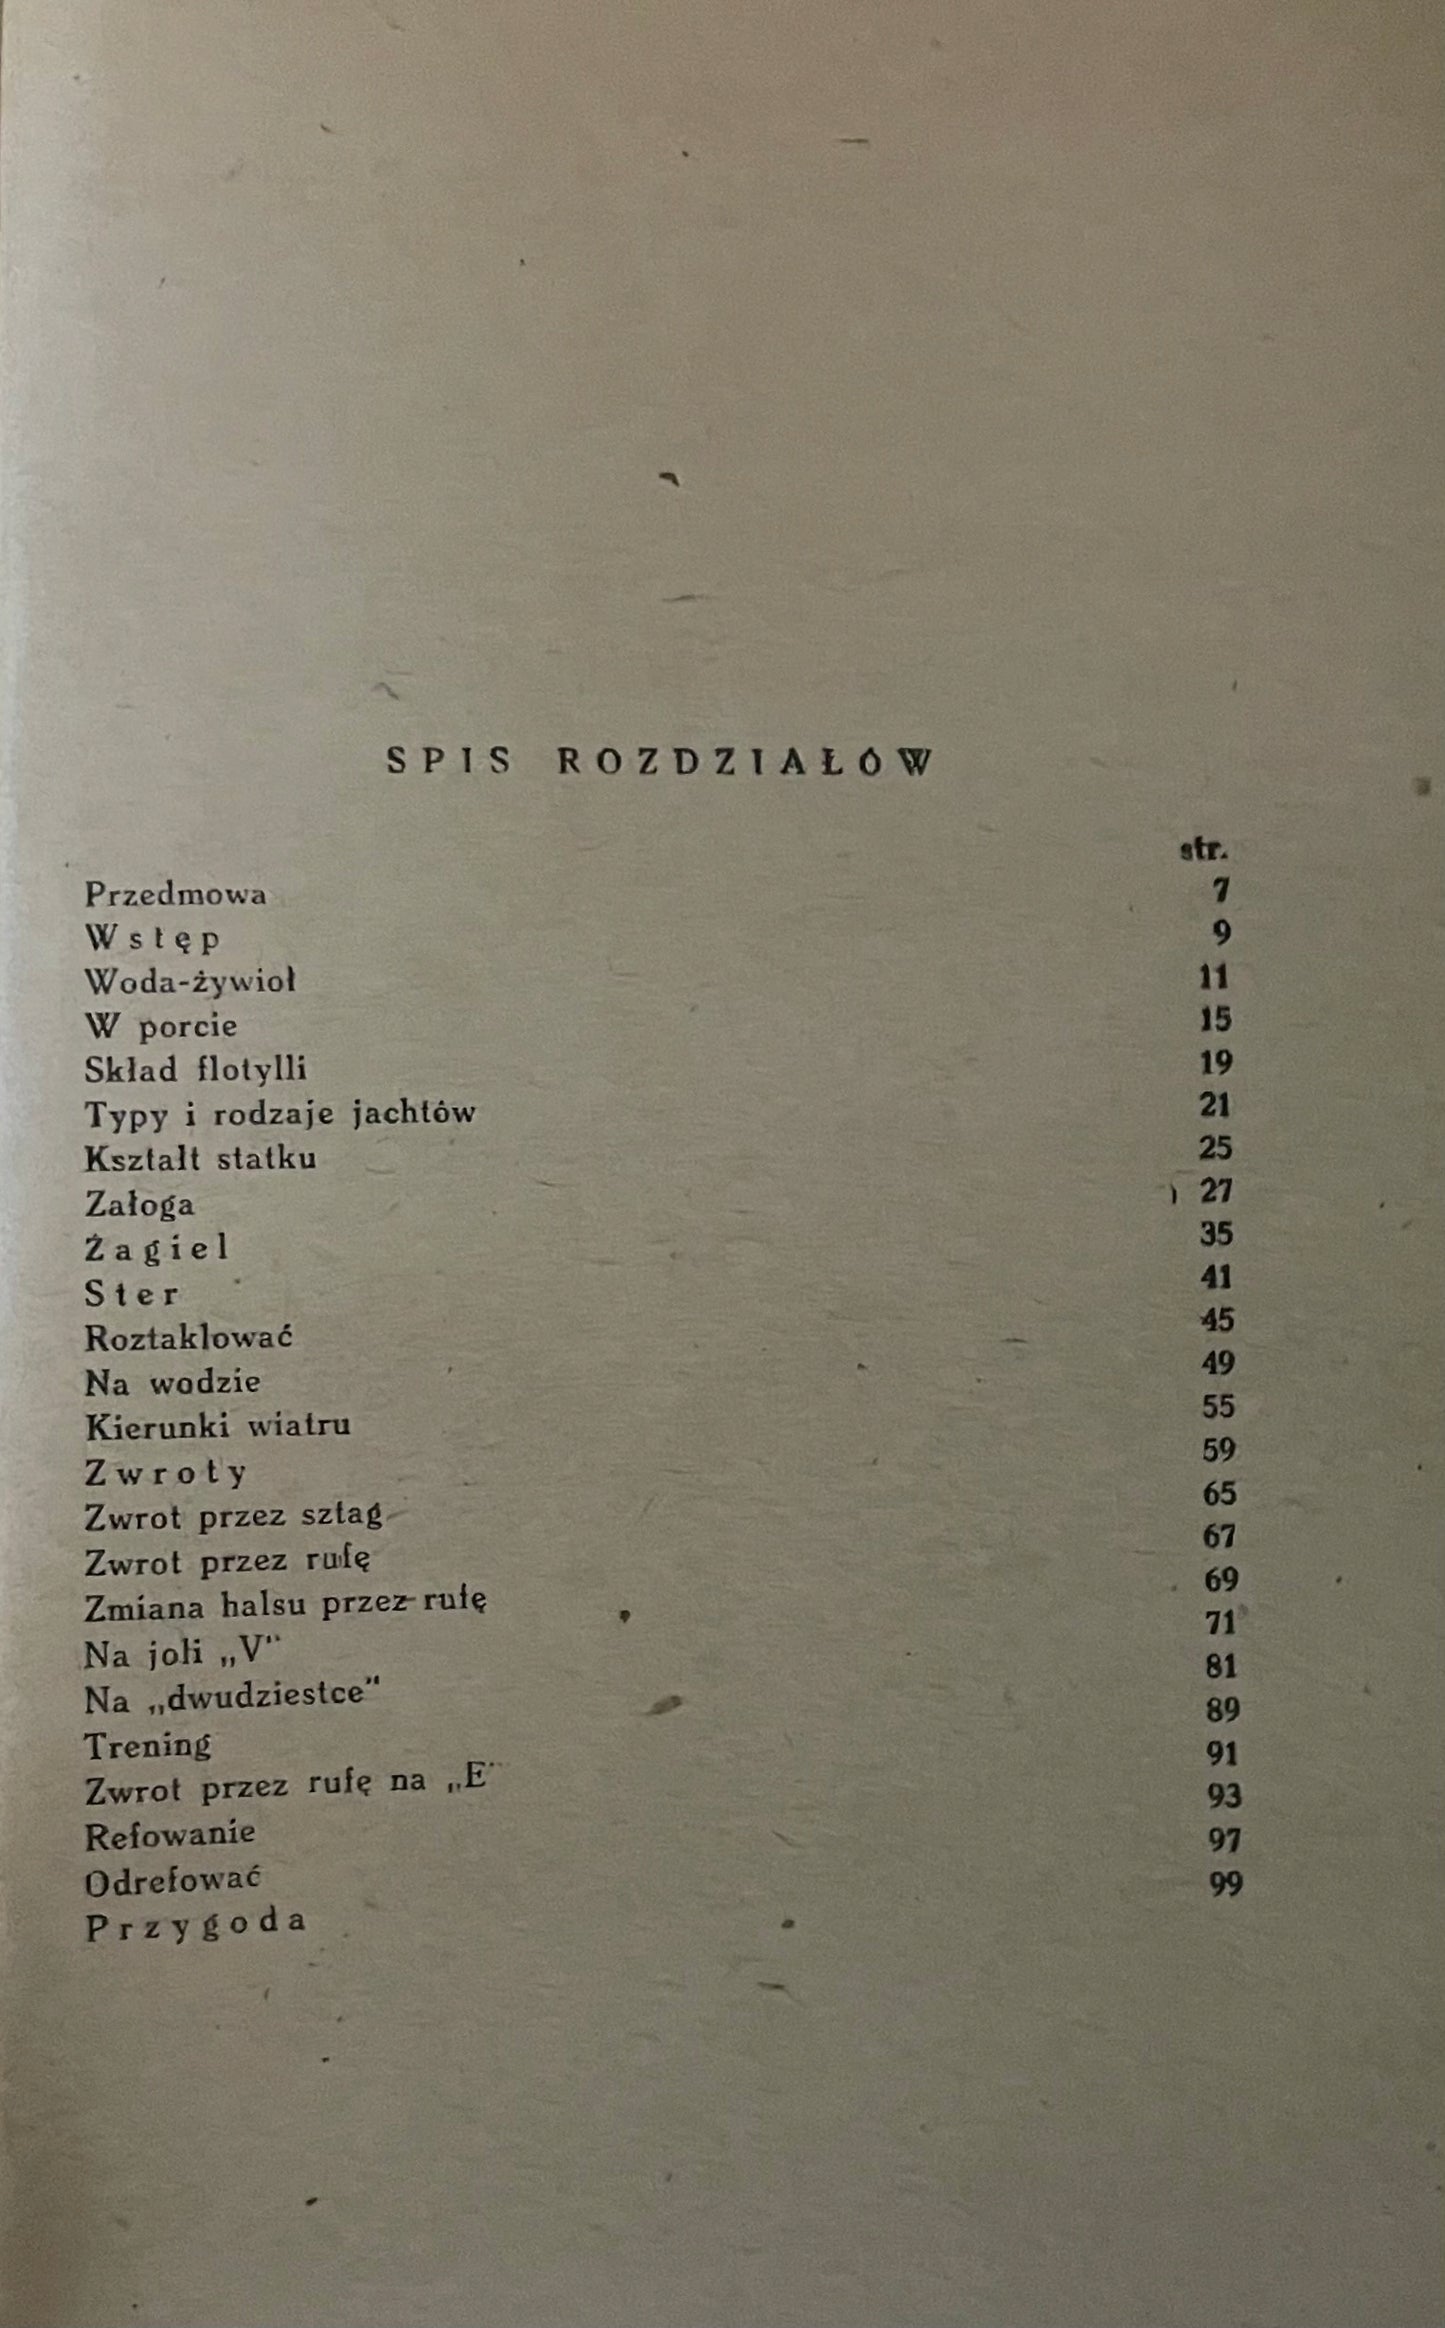 SPIS ROZDZIAŁÓW
str.
Przedmowa 7
Wstęp 9
Woda-żywioł 11
W porcie 15
Skład flotylli 19
Typy i rodzaje jachtów 21
Kształt statku 25
Załoga 27
Żagiel 35
Ster 41
Roztaklować 45
Na wodzie 49
Kierunki wiatru 55
Zwroty 59
Zwrot przez sztag 65
Zwrot przez rufę 67
Zmiana halsu przez rufę 69
Na joli „V" 71
Na „dwudziestce" 81
Trening 89
Zwrot przez rufę na „E" 91
Refowanie 93
Odrefować 97
Przygoda 99